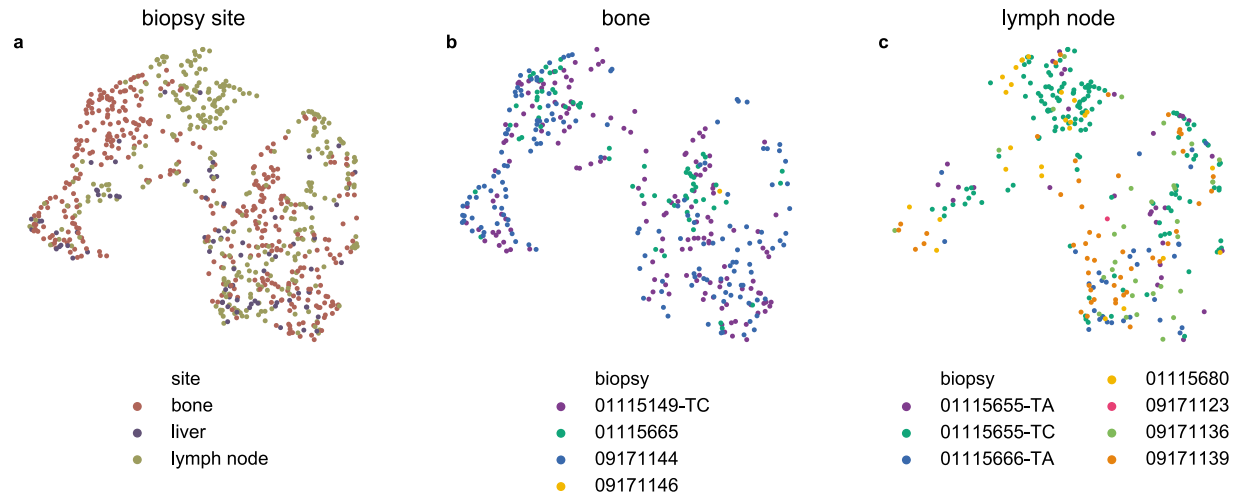 biopsy site
a
site
bone
liver
lymph node
bone
b
biopsy
01115149-TC
01115665
09171144
09171146
lymph node
c
biopsy
01115655-TA
01115655-TC
01115666-TA
01115680
09171123
09171136
09171139